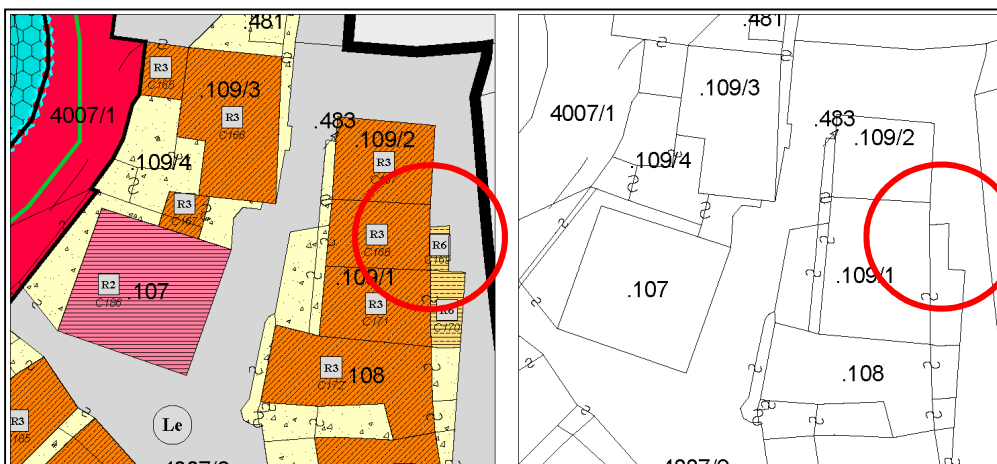 .481
R3
C165
.109/3
R3
C166
4007/1
.483
.109/2
R3
.109/4
R3
C167
R3
C168
R6
C169
.109/1
R2
C186
.107
R3
C171
R6
C170
R3
C172
.108
R3
Le
4007/1
.109/3
.483
.109/2
.109/4
.109/1
.107
.108